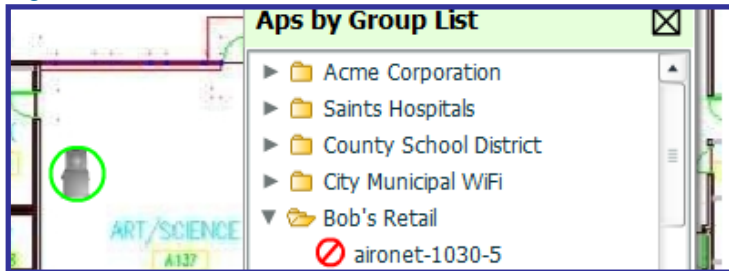 Aps by Group List
Acme Corporation
Saints Hospitals
County School District
City Municipal WiFi
Bob's Retail
aironet-1030-5
ART/SCIENCE
A137